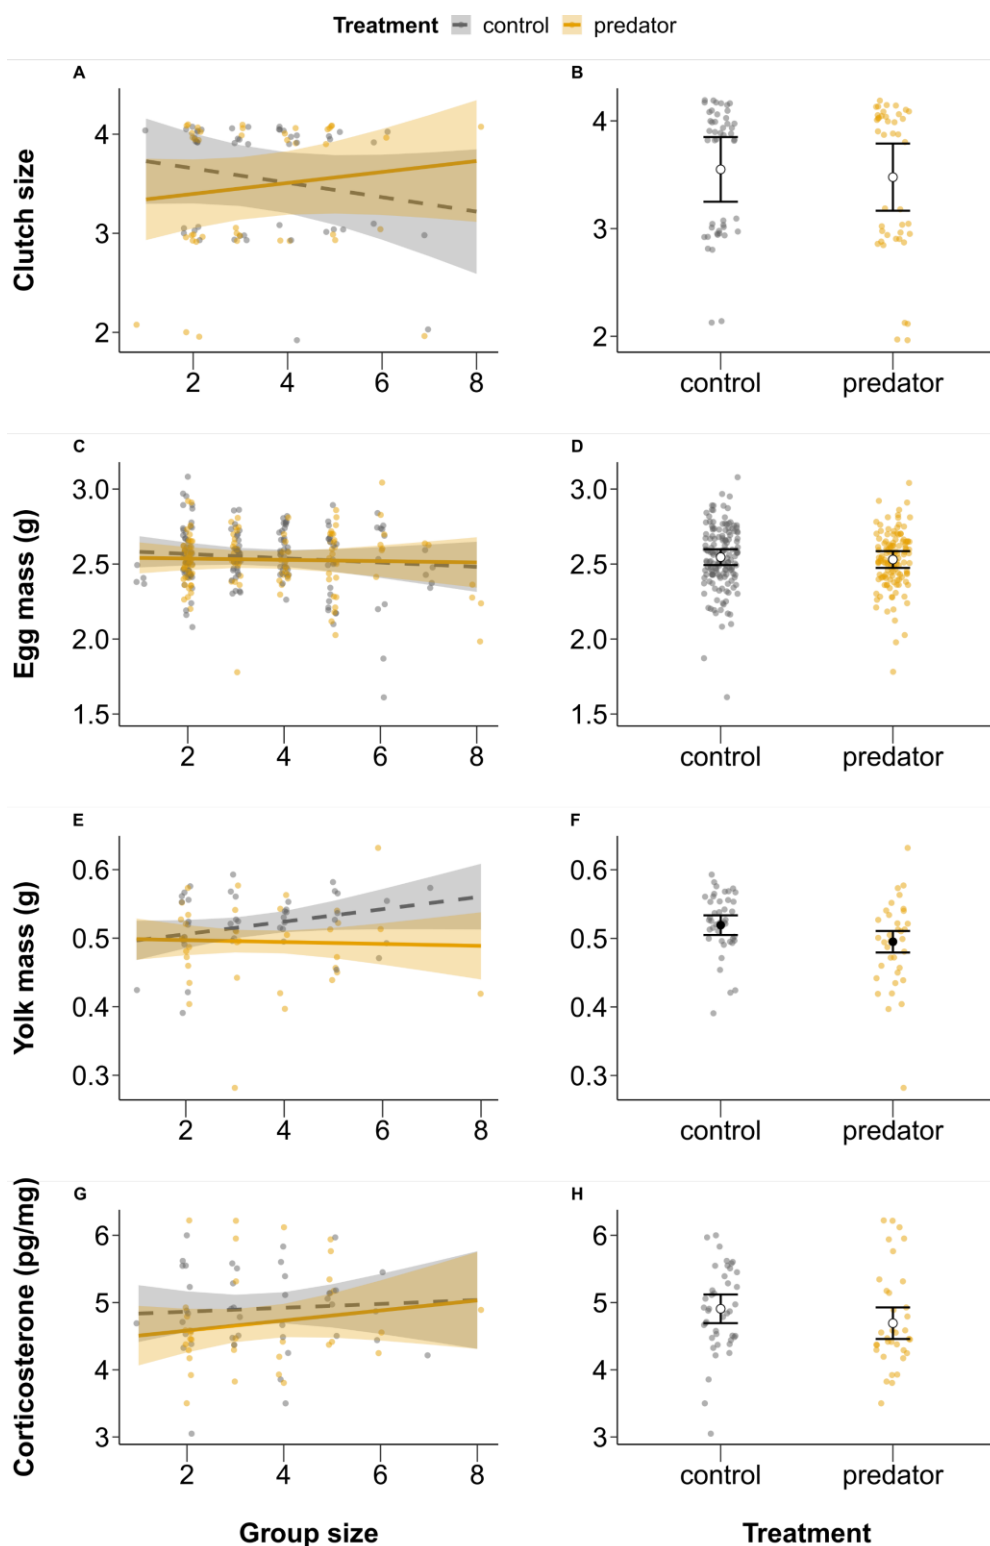 Treatment control predator
A B
Clutch size
4
3
2
2 4 6 8
4
3
2
control predator
C D
Egg mass (g)
3.0
2.5
2.0
1.5
2 4 6 8
3.0
2.5
2.0
1.5
control predator
E F
Yolk mass (g)
0.6
0.5
0.4
0.3
2 4 6 8
0.6
0.5
0.4
0.3
control predator
G H
Corticosterone (pg/mg)
6
5
4
3
2 4 6 8
6
5
4
3
control predator
Group size Treatment